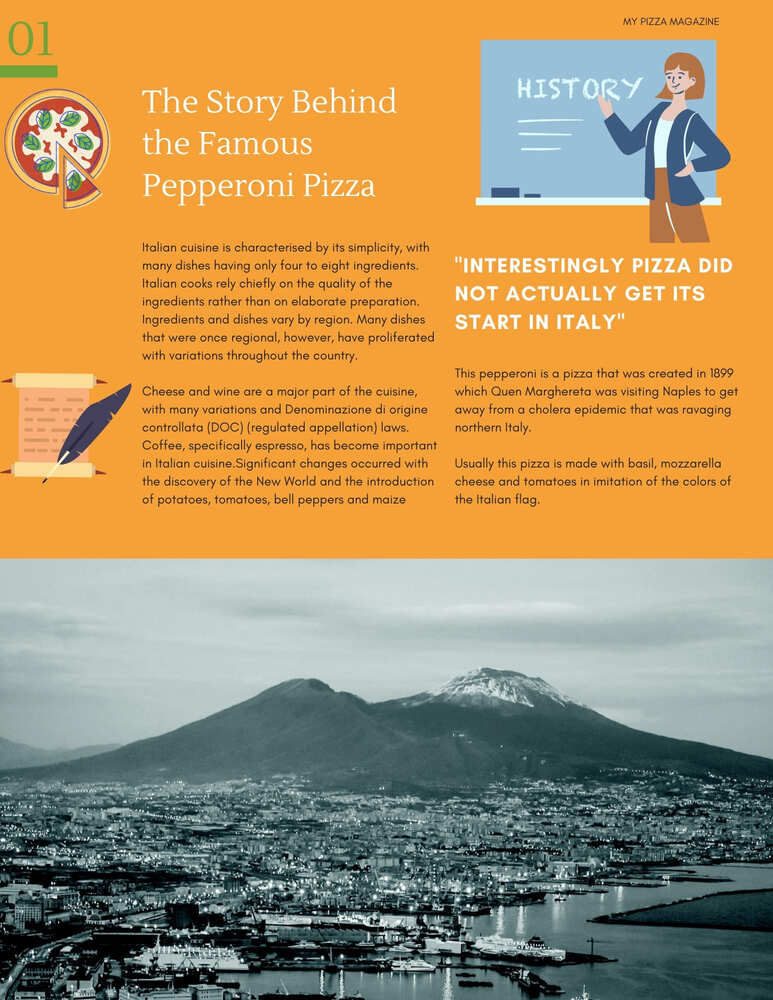 01
MY PIZZA MAGAZINE
The Story Behind
the Famous
Pepperoni Pizza
HISTORY
Italian cuisine is characterised by its simplicity, with
many dishes having only four to eight ingredients.
Italian cooks rely chiefly on the quality of the
ingredients rather than on elaborate preparation.
Ingredients and dishes vary by region. Many dishes
that were once regional, however, have proliferated
with variations throughout the country.
Cheese and wine are a major part of the cuisine,
with many variations and Denominazione di origine
controllata (DOC) (regulated appellation) laws.
Coffee, specifically espresso, has become important
in Italian cuisine.Significant changes occurred with
the discovery of the New World and the introduction
of potatoes, tomatoes, bell peppers and maize
"INTERESTINGLY PIZZA DID
NOT ACTUALLY GET ITS
START IN ITALY"
This pepperoni is a pizza that was created in 1899
which Quen Marghereta was visiting Naples to get
away from a cholera epidemic that was ravaging
northern Italy.
Usually this pizza is made with basil, mozzarella
cheese and tomatoes in imitation of the colors of
the Italian flag.